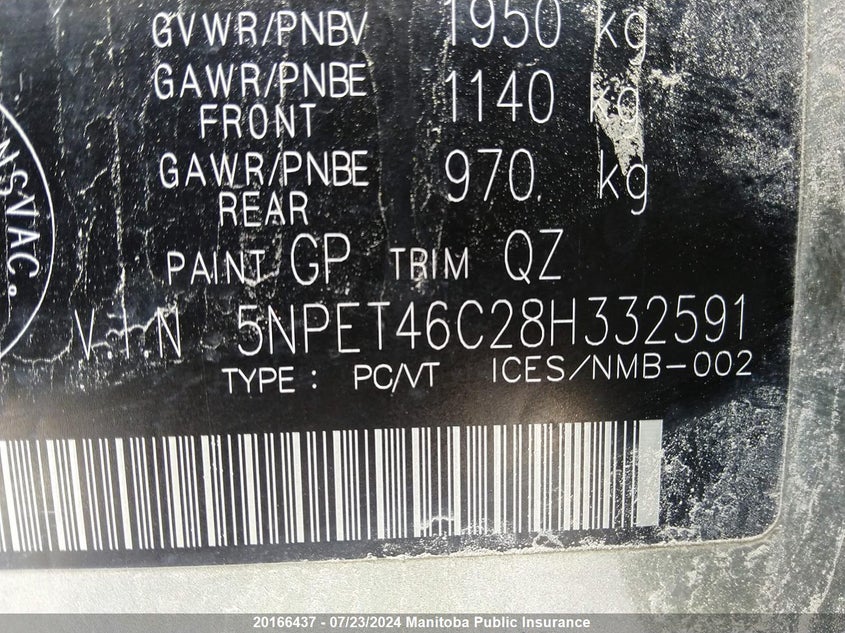 GVWR/PNBV 1950 kg
GAWR/PNBE 1140 kg
FRONT
GAWR/PNBE 970 kg
REAR
PAINT GP TRIM QZ
V.I.N 5NPET46C28H332591
TYPE : PC/VT ICES/NMB-002
NSVAC.
20166437 - 07/23/2024 Manitoba Public Insurance